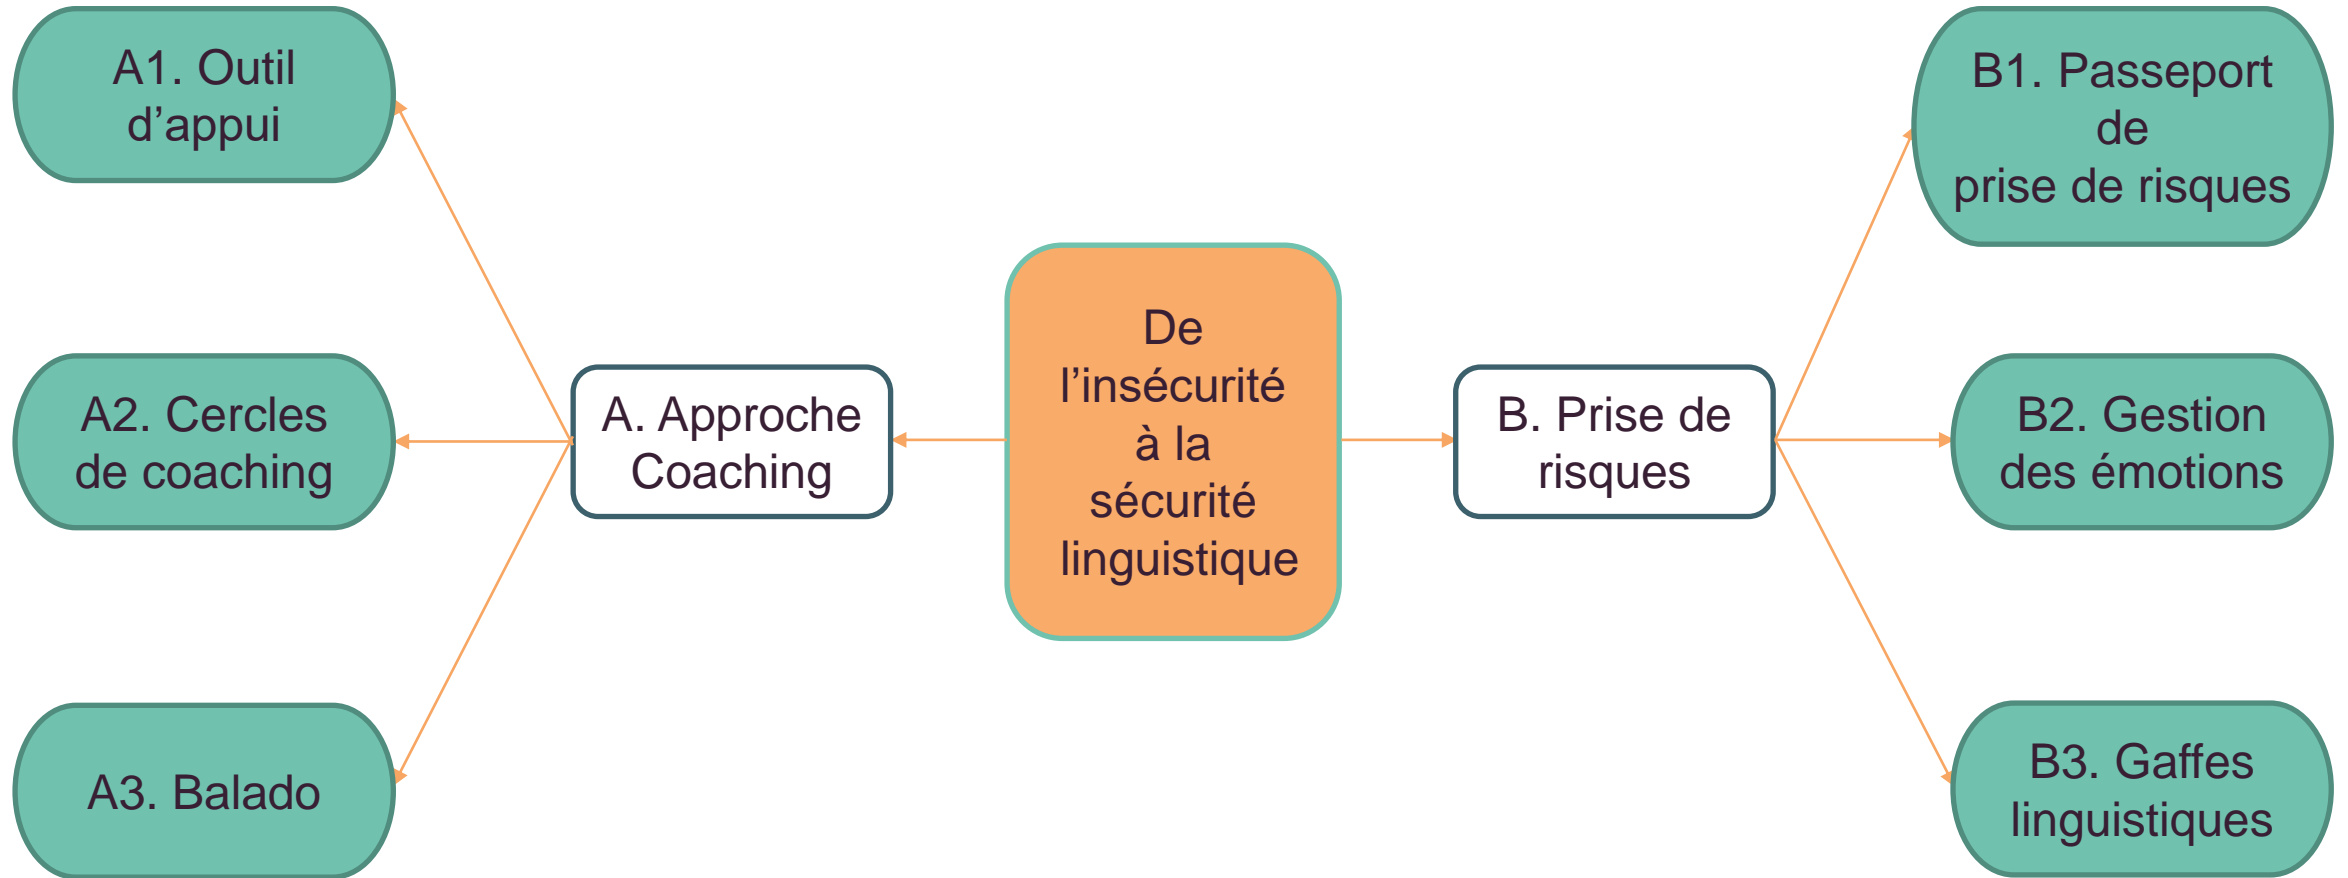 A1. Outil
d’appui
A2. Cercles
de coaching
A3. Balado
A. Approche
Coaching
De
l’insécurité
à la
sécurité
linguistique
B. Prise de
risques
B1. Passeport
de
prise de risques
B2. Gestion
des émotions
B3. Gaffes
linguistiques